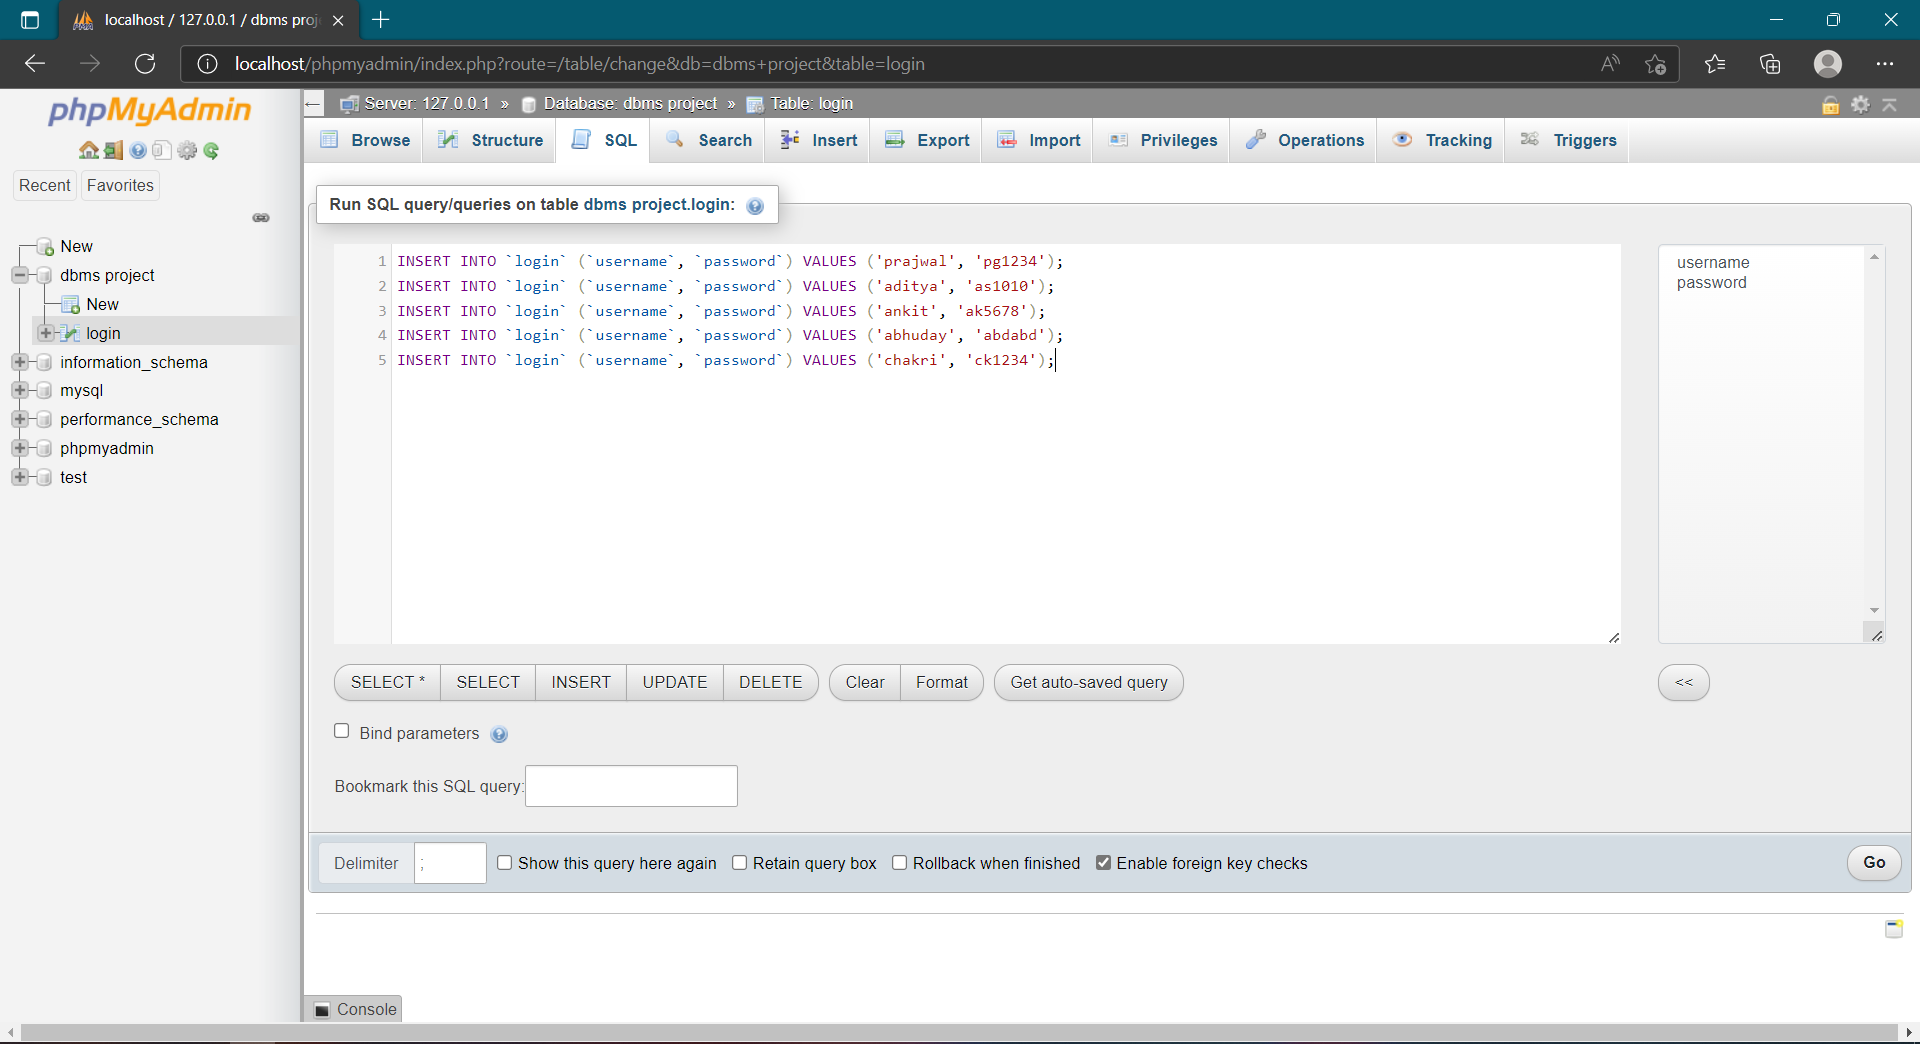 localhost / 127.0.0.1 / dbms proj
localhost/phpmyadmin/index.php?route=/table/change&db=dbms+project&table=login
phpMyAdmin
Server: 127.0.0.1 » Database: dbms project » Table: login
Browse Structure SQL Search Insert Export Import Privileges Operations Tracking Triggers
Recent Favorites
New
dbms project
New
login
information_schema
mysql
performance_schema
phpmyadmin
test
Run SQL query/queries on table dbms project.login:
1 INSERT INTO `login` (`username`, `password`) VALUES ('prajwal', 'pg1234');
2 INSERT INTO `login` (`username`, `password`) VALUES ('aditya', 'as1010');
3 INSERT INTO `login` (`username`, `password`) VALUES ('ankit', 'ak5678');
4 INSERT INTO `login` (`username`, `password`) VALUES ('abhuday', 'abdabd');
5 INSERT INTO `login` (`username`, `password`) VALUES ('chakri', 'ck1234');
username
password
SELECT * SELECT INSERT UPDATE DELETE Clear Format Get auto-saved query <<
Bind parameters
Bookmark this SQL query:
Delimiter ; Show this query here again Retain query box Rollback when finished Enable foreign key checks Go
Console